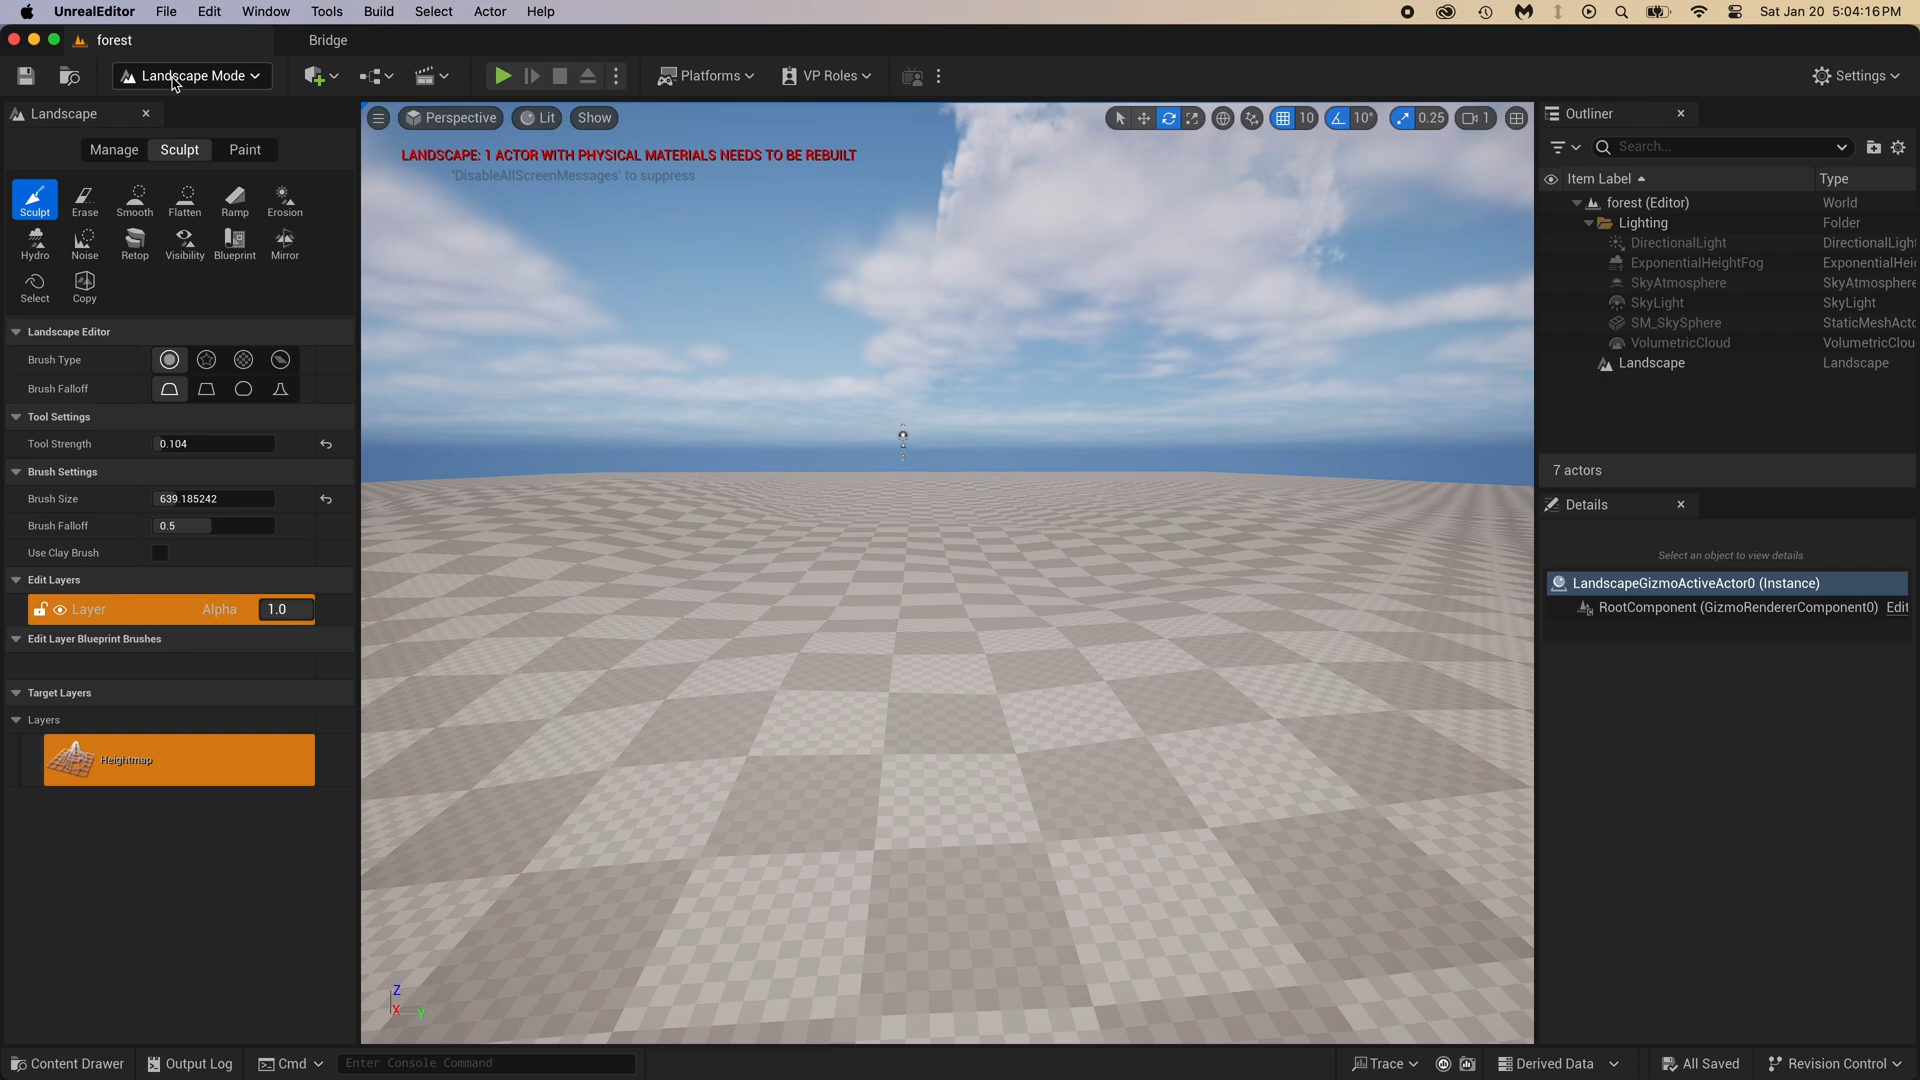 UnrealEditor File Edit Window Tools Build Select Actor Help Sat Jan 20 5:04:16 PM
forest Bridge
Landscape Mode Platforms VP Roles Settings
Landscape
Manage Sculpt Paint
Sculpt Erase Smooth Flatten Ramp Erosion
Hydro Noise Retop Visibility Blueprint Mirror
Select Copy
Landscape Editor
Brush Type
Brush Falloff
Tool Settings
Tool Strength 0.104
Brush Settings
Brush Size 639.185242
Brush Falloff 0.5
Use Clay Brush
Edit Layers
Layer Alpha 1.0
Edit Layer Blueprint Brushes
Target Layers
Layers
Heightmap
Perspective Lit Show 10 10° 0.25 1
LANDSCAPE: 1 ACTOR WITH PHYSICAL MATERIALS NEEDS TO BE REBUILT
'DisableAllScreenMessages' to suppress
Z
X Y
Outliner
Search...
Item Label Type
forest (Editor) World
Lighting Folder
DirectionalLight DirectionalLight
ExponentialHeightFog ExponentialHei
SkyAtmosphere SkyAtmosphere
SkyLight SkyLight
SM_SkySphere StaticMeshActo
VolumetricCloud VolumetricClou
Landscape Landscape
7 actors
Details
Select an object to view details.
LandscapeGizmoActiveActor0 (Instance)
RootComponent (GizmoRendererComponent0) Edit
Content Drawer Output Log Cmd Enter Console Command Trace Derived Data All Saved Revision Control